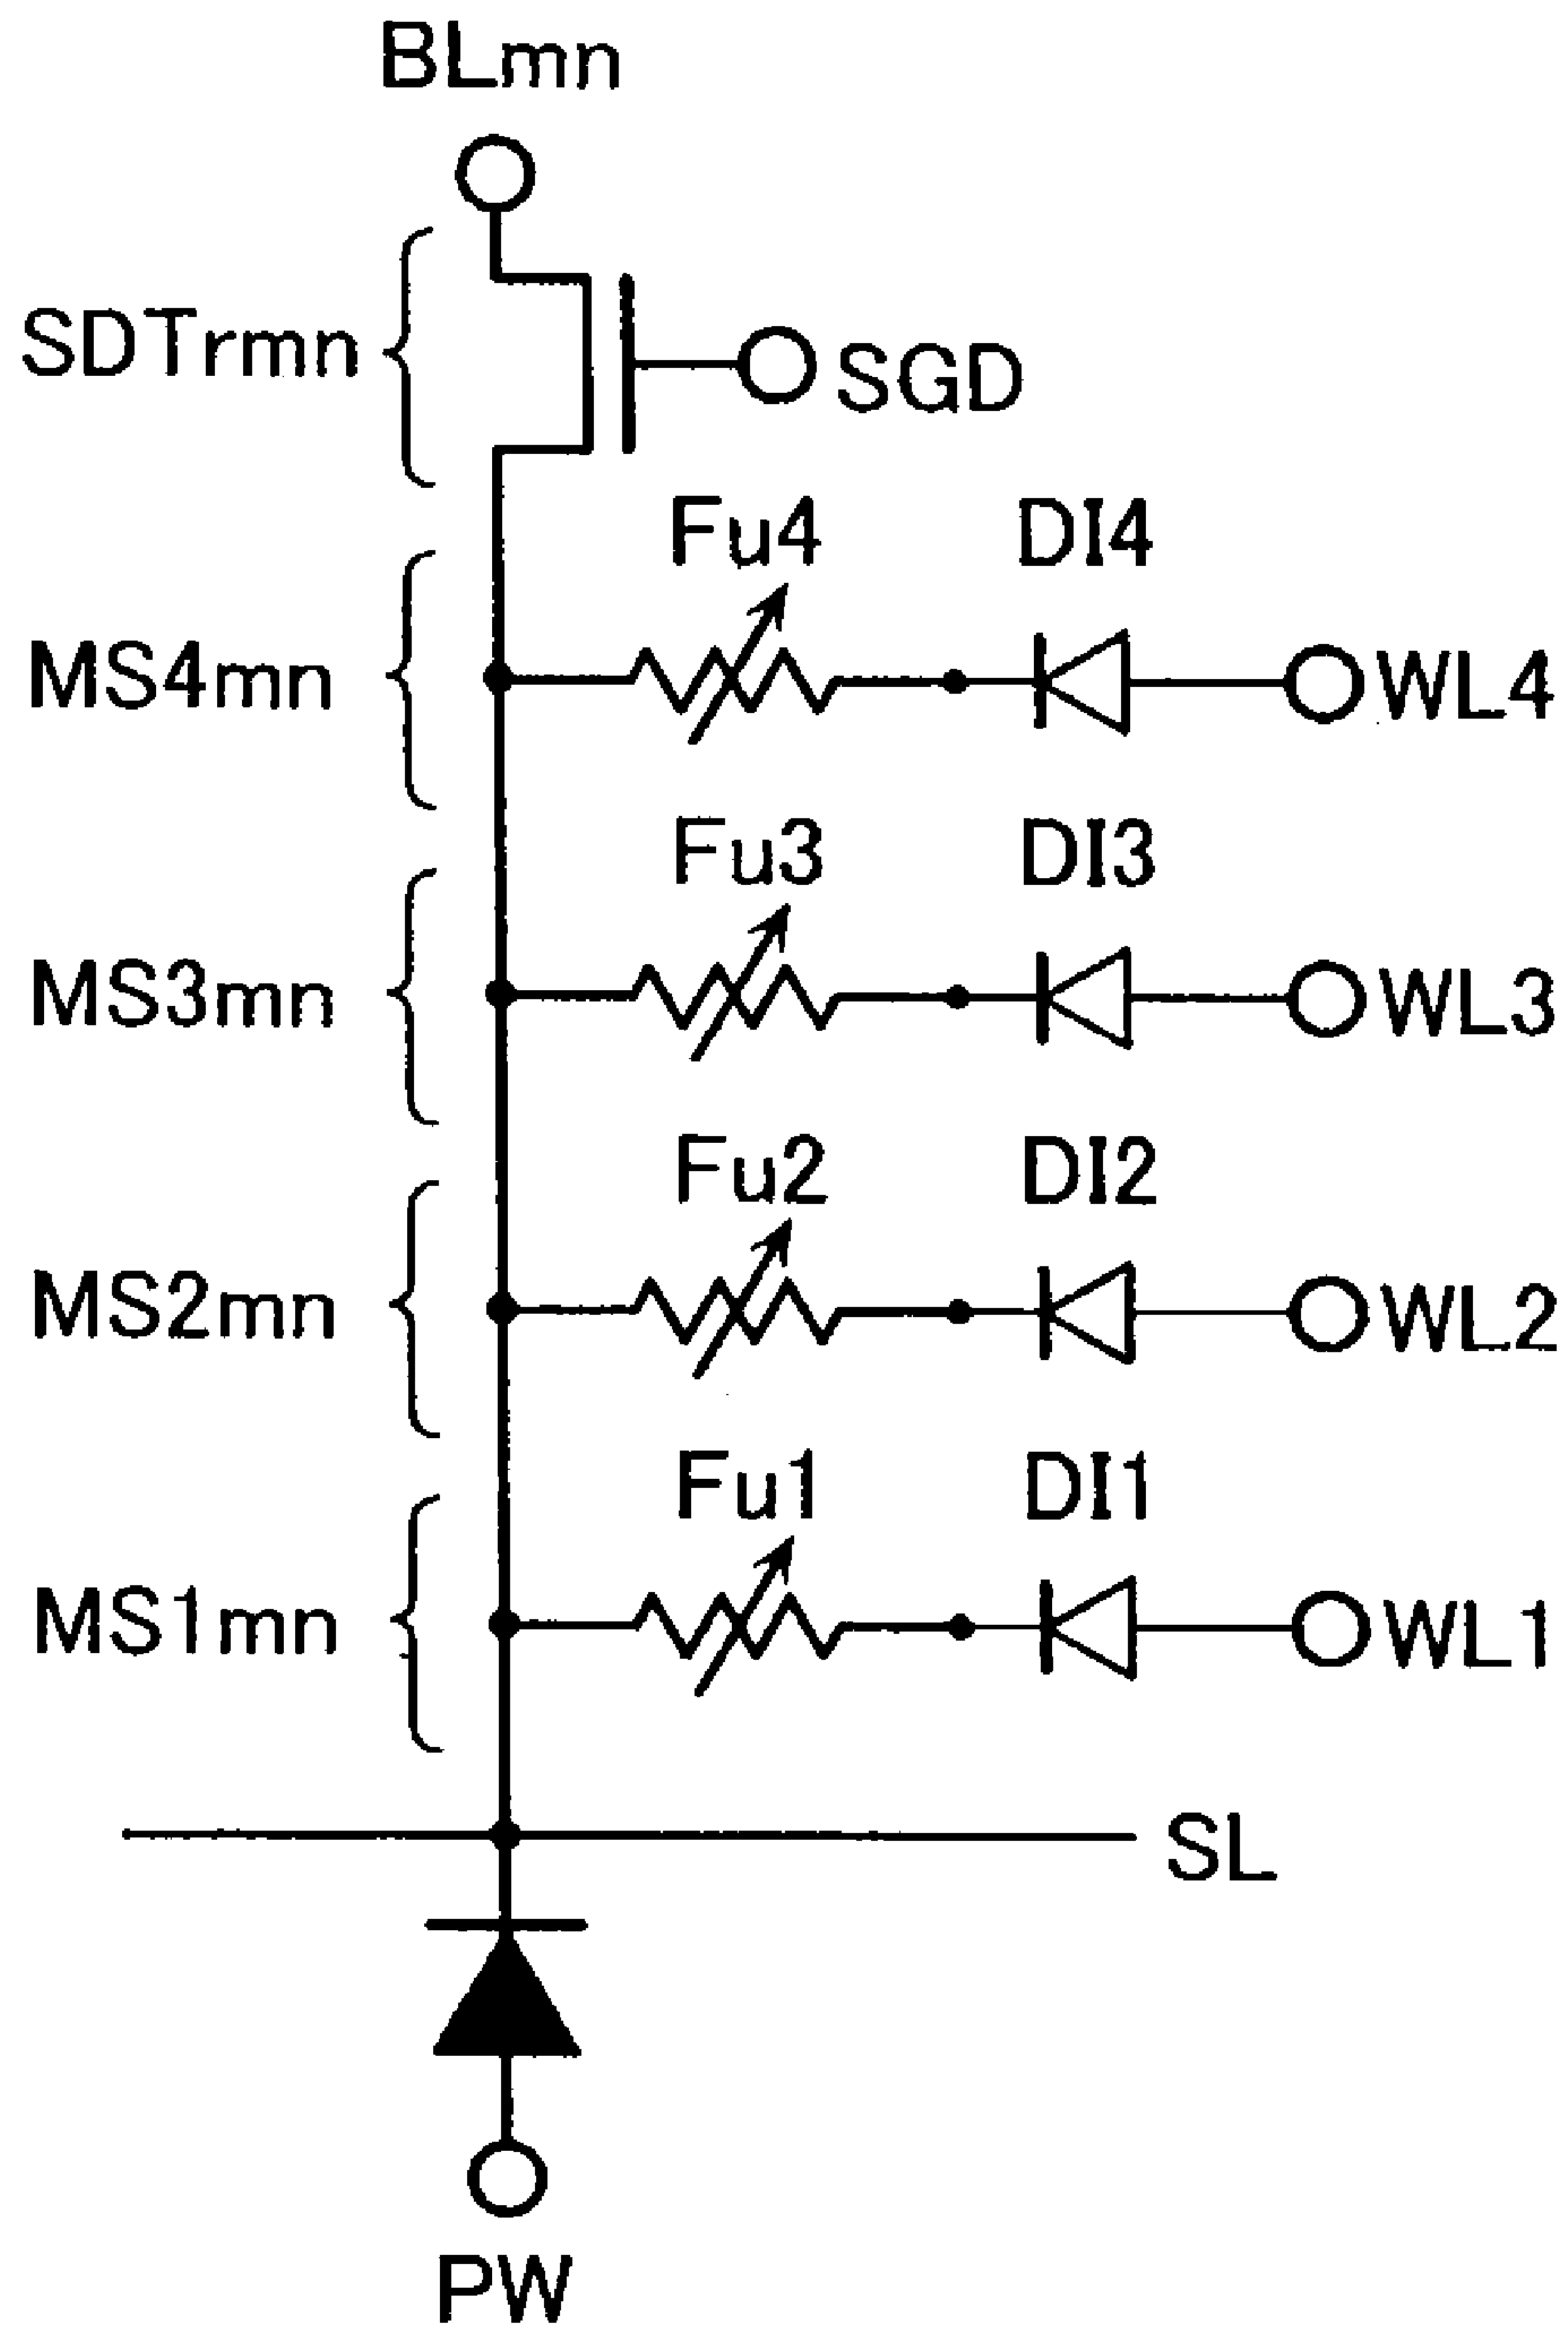 BLmn
SDTrmn
SGD
Fu4 DI4
MS4mn WL4
Fu3 DI3
MS3mn WL3
Fu2 DI2
MS2mn WL2
Fu1 DI1
MS1mn WL1
SL
PW